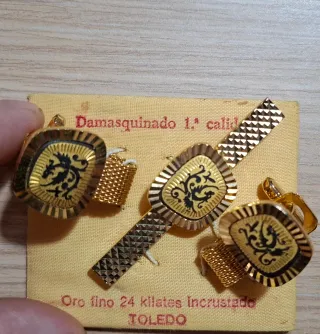 Damasquinado 1.ª calid
Oro fino 24 kilates incrustado
TOLEDO